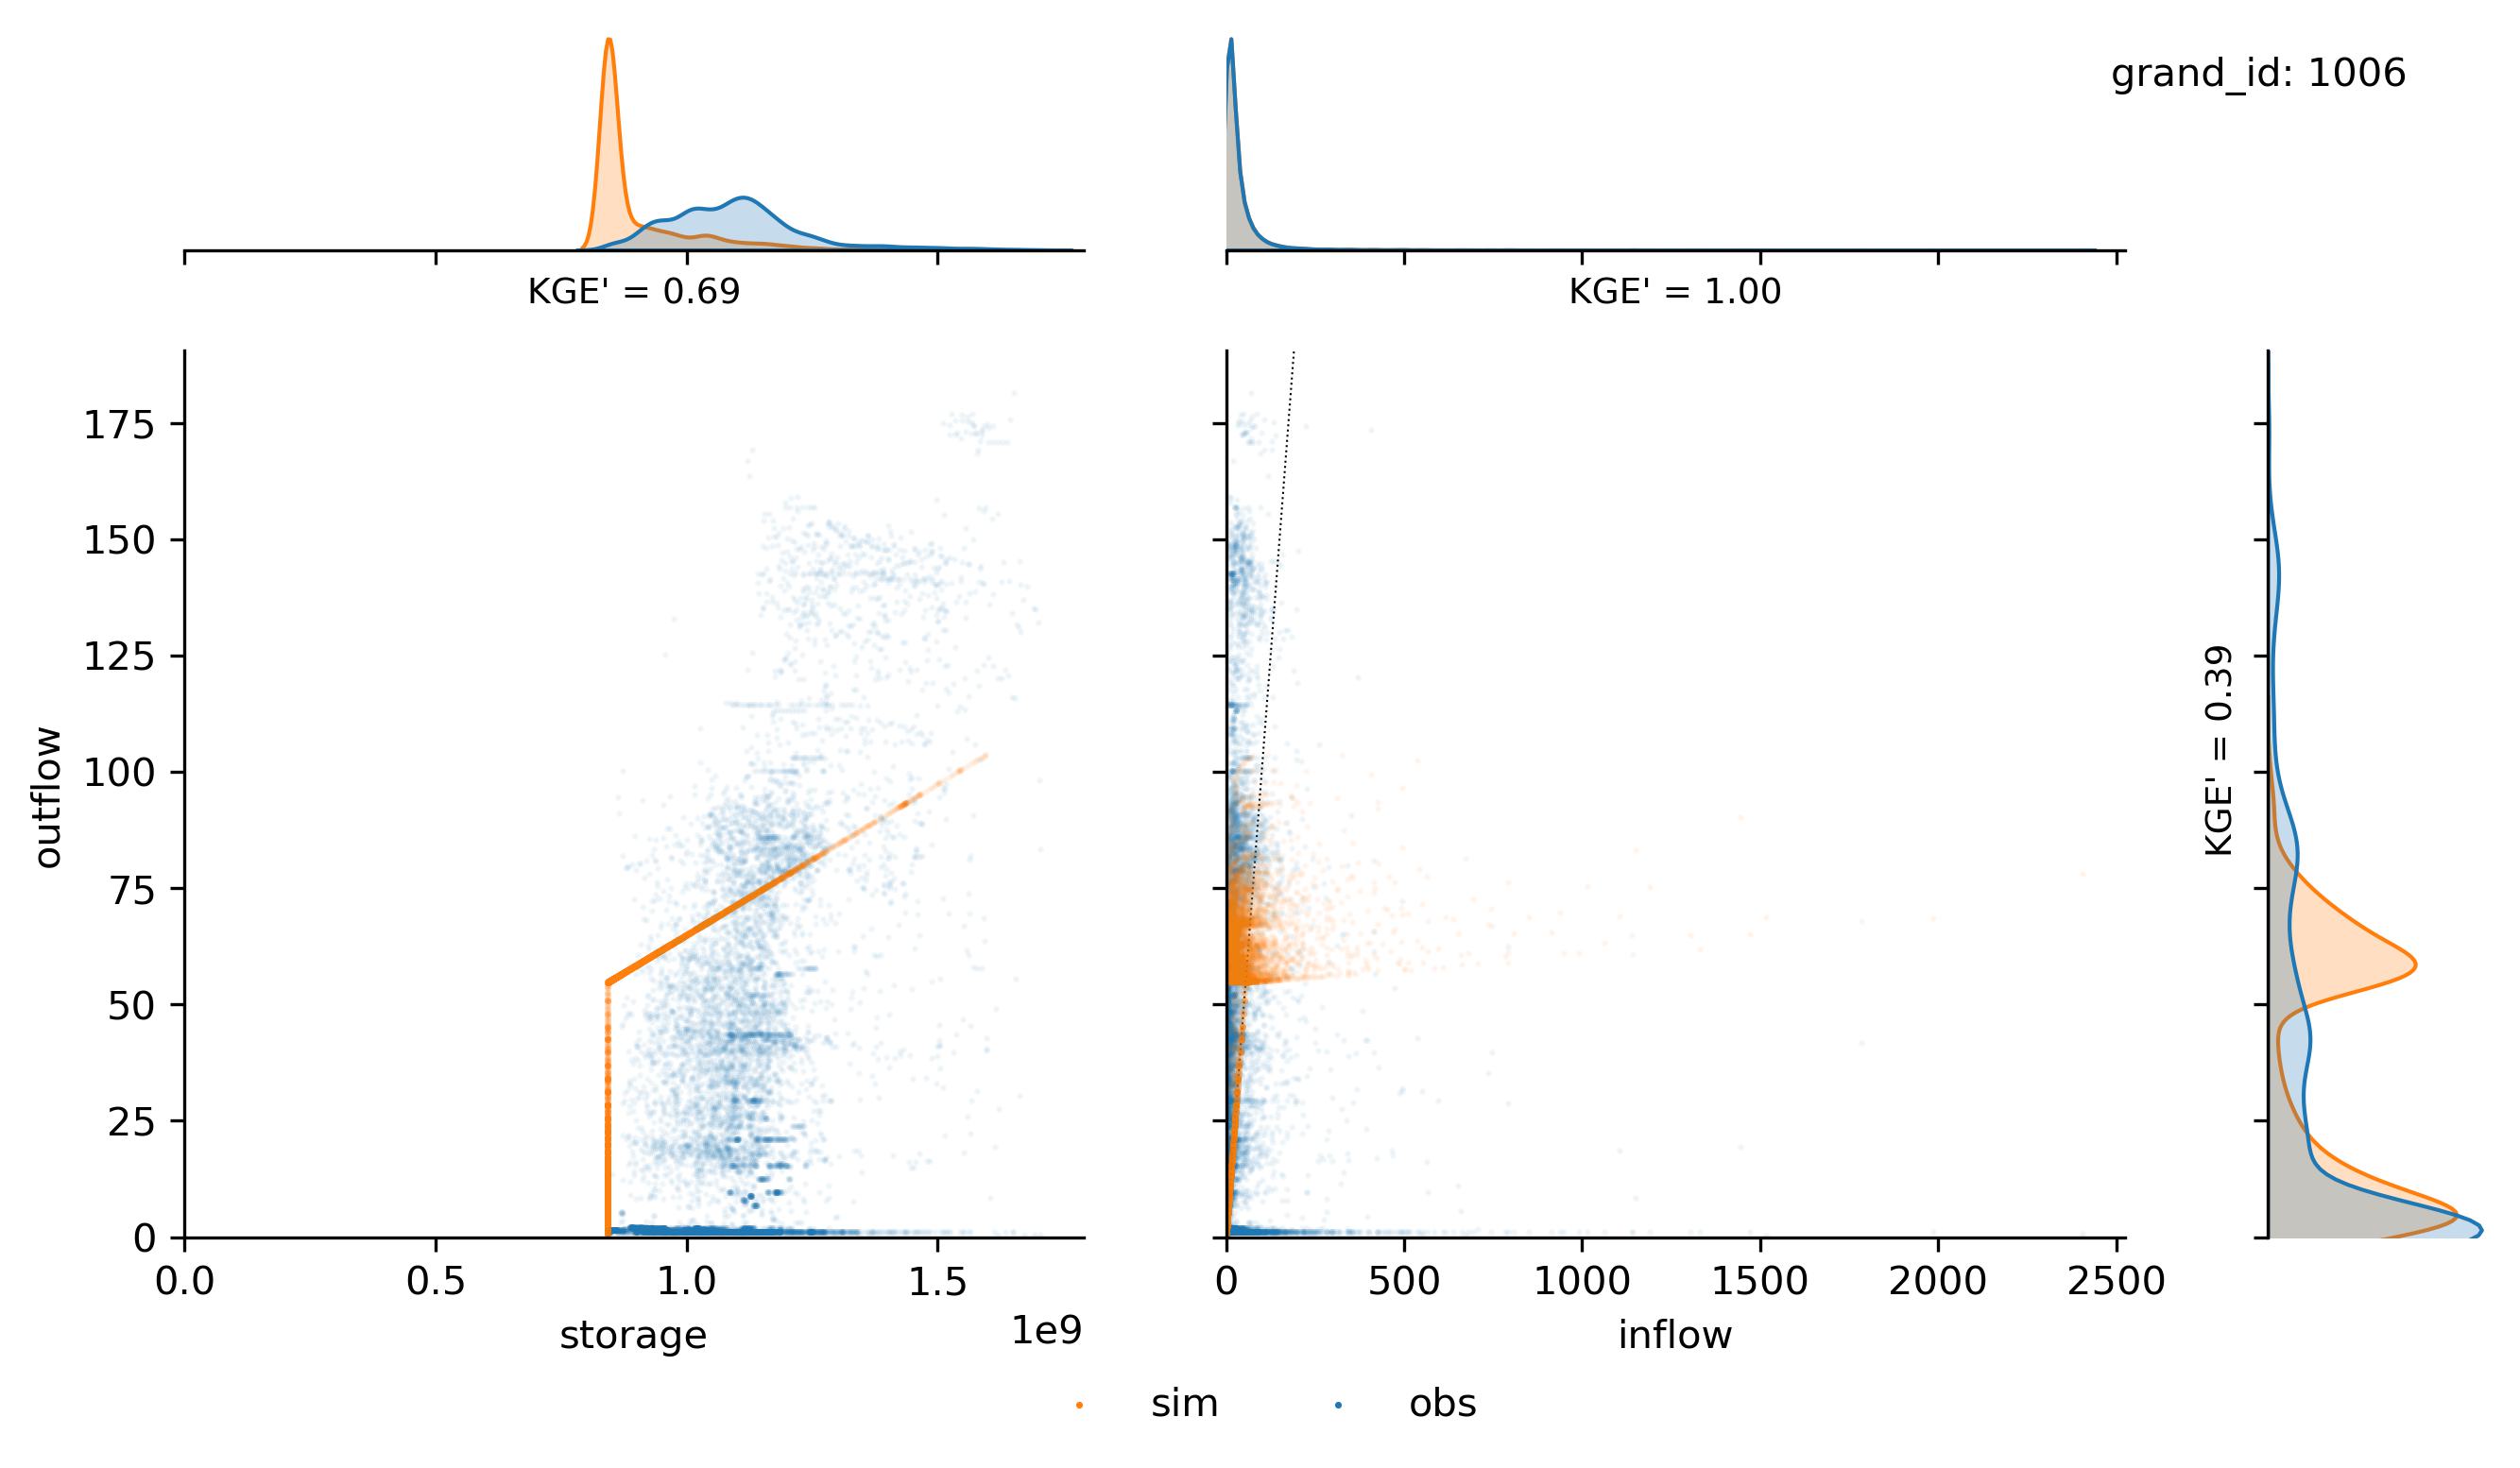 grand_id: 1006
KGE' = 0.69
KGE' = 1.00
175
150
125
100
75
50
25
0
outflow
KGE' = 0.39
0.0 0.5 1.0 1.5
0 500 1000 1500 2000 2500
storage
1e9
inflow
sim obs